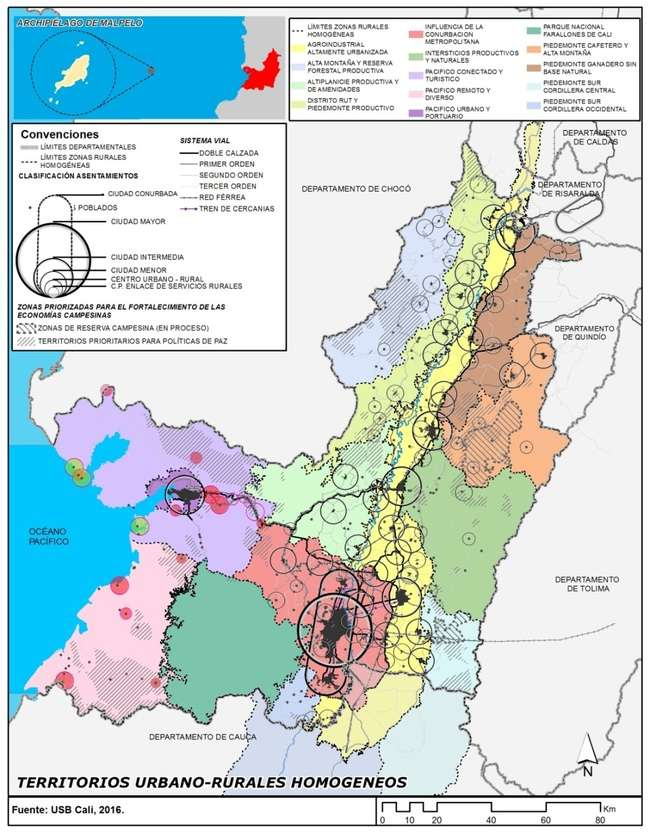 ARCHIPIÉLAGO DE MALPELO
LÍMITES ZONAS RURALES
HOMOGÉNEAS
AGROINDUSTRIAL
ALTAMENTE URBANIZADA
ALTA MONTAÑA Y RESERVA
FORESTAL PRODUCTIVA
ALTIPLANICIE PRODUCTIVA Y
DE AMENIDADES
DISTRITO RUT Y
PIEDEMONTE PRODUCTIVO
INFLUENCIA DE LA
CONURBACION
METROPOLITANA
INTERSTICIOS PRODUCTIVOS
Y NATURALES
PACIFICO CONECTADO Y
TURISTICO
PACIFICO REMOTO Y
DIVERSO
PACIFICO URBANO Y
PORTUARIO
PARQUE NACIONAL
FARALLONES DE CALI
PIEDEMONTE CAFETERO Y
ALTA MONTAÑA
PIEDEMONTE GANADERO SIN
BASE NATURAL
PIEDEMONTE SUR
CORDILLERA CENTRAL
PIEDEMONTE SUR
CORDILLERA OCCIDENTAL
Convenciones
LÍMITES DEPARTAMENTALES
LÍMITES ZONAS RURALES
HOMOGÉNEAS
CLASIFICACIÓN ASENTAMIENTOS
CIUDAD CONURBADA
POBLADOS
CIUDAD MAYOR
CIUDAD INTERMEDIA
CIUDAD MENOR
CENTRO URBANO - RURAL
C.P. ENLACE DE SERVICIOS RURALES
SISTEMA VIAL
DOBLE CALZADA
PRIMER ORDEN
SEGUNDO ORDEN
TERCER ORDEN
RED FÉRREA
TREN DE CERCANIAS
ZONAS PRIORIZADAS PARA EL FORTALECIMIENTO DE LAS
ECONOMÍAS CAMPESINAS
ZONAS DE RESERVA CAMPESINA (EN PROCESO)
TERRITORIOS PRIORITARIOS PARA POLÍTICAS DE PAZ
DEPARTAMENTO
DE CALDAS
DEPARTAMENTO DE CHOCÓ
DEPARTAMENTO
DE RISARALDA
DEPARTAMENTO
DE QUINDÍO
OCÉANO
PACÍFICO
DEPARTAMENTO
DE TOLIMA
DEPARTAMENTO DE CAUCA
TERRITORIOS URBANO-RURALES HOMOGENEOS
N
Fuente: USB Cali, 2016.
Km
0 20 40 60 80